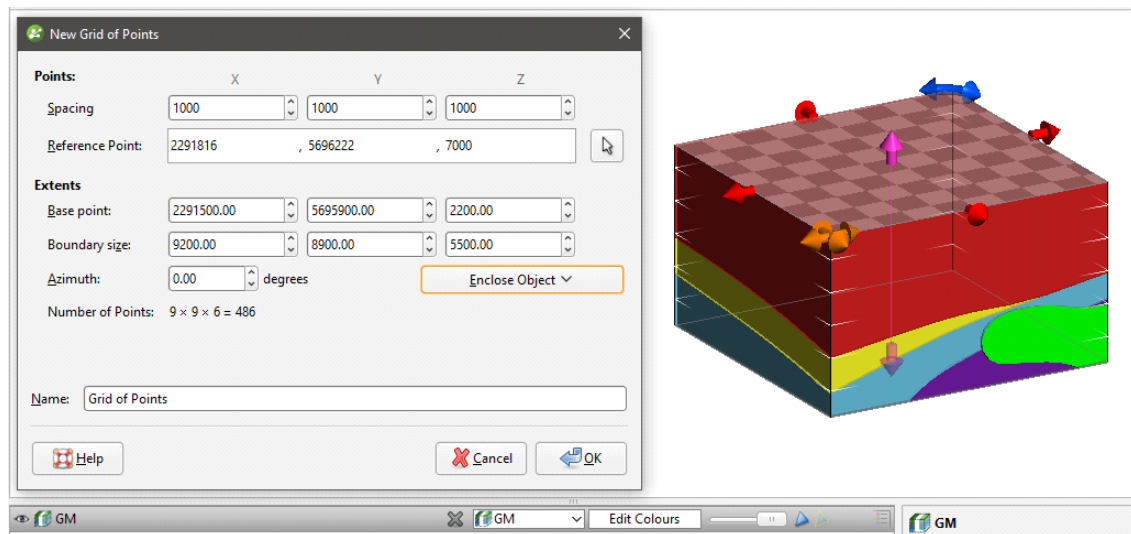 New Grid of Points
Points:
X Y Z
Spacing 1000 1000 1000
Reference Point: 2291816 , 5696222 , 7000
Extents
Base point: 2291500.00 5695900.00 2200.00
Boundary size: 9200.00 8900.00 5500.00
Azimuth: 0.00 degrees Enclose Object
Number of Points: 9 × 9 × 6 = 486
Name: Grid of Points
Help Cancel OK
GM GM Edit Colours GM